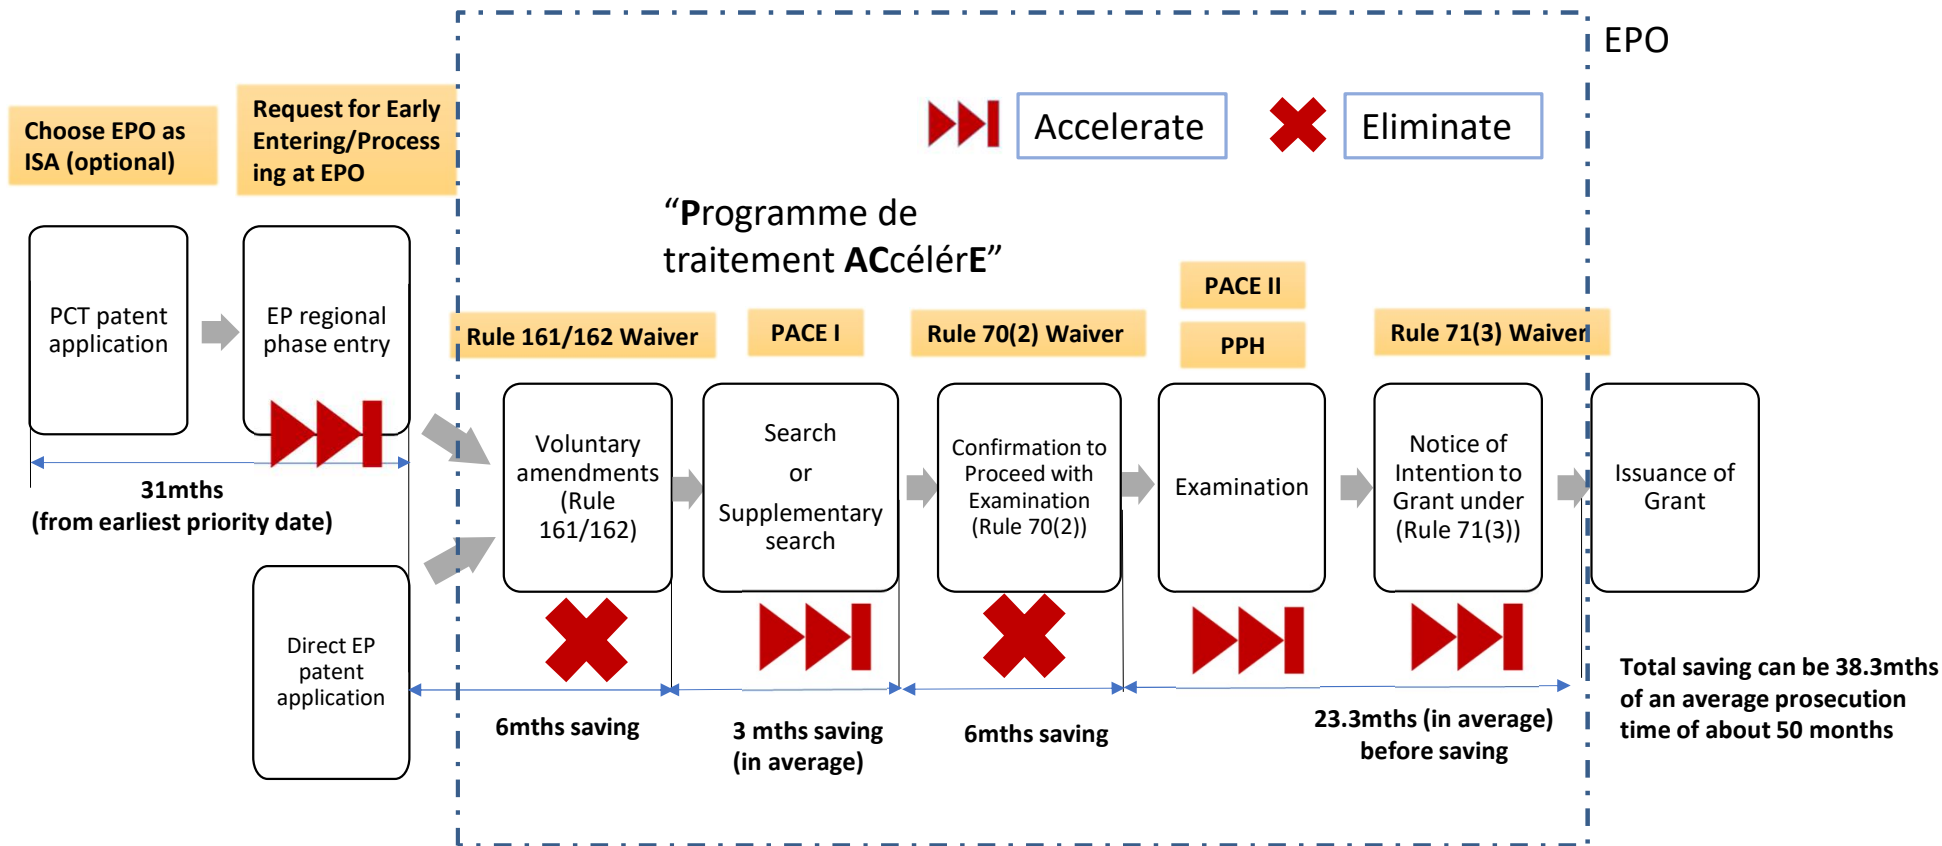 EPO
Choose EPO as
ISA (optional)
Request for Early
Entering/Process
ing at EPO
Accelerate
Eliminate
“Programme de
traitement ACcélérE”
PACE II
PPH
Rule 161/162 Waiver
PACE I
Rule 70(2) Waiver
Rule 71(3) Waiver
PCT patent
application
EP regional
phase entry
31mths
(from earliest priority date)
Direct EP
patent
application
Voluntary
amendments
(Rule
161/162)
Search
or
Supplementary
search
Confirmation to
Proceed with
Examination
(Rule 70(2))
Examination
Notice of
Intention to
Grant under
(Rule 71(3))
Issuance of
Grant
6mths saving
3 mths saving
(in average)
6mths saving
23.3mths (in average)
before saving
Total saving can be 38.3mths
of an average prosecution
time of about 50 months